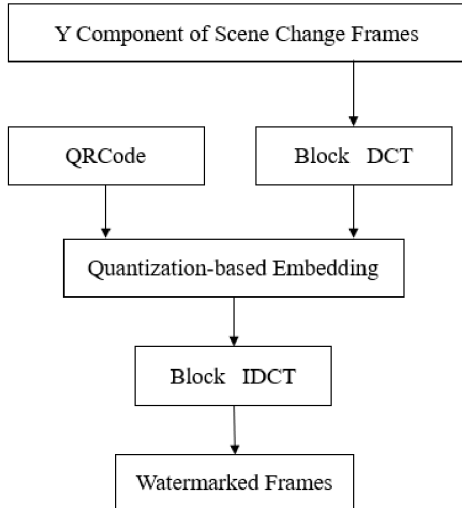 Y Component of Scene Change Frames
QRCode
Block DCT
Quantization-based Embedding
Block IDCT
Watermarked Frames